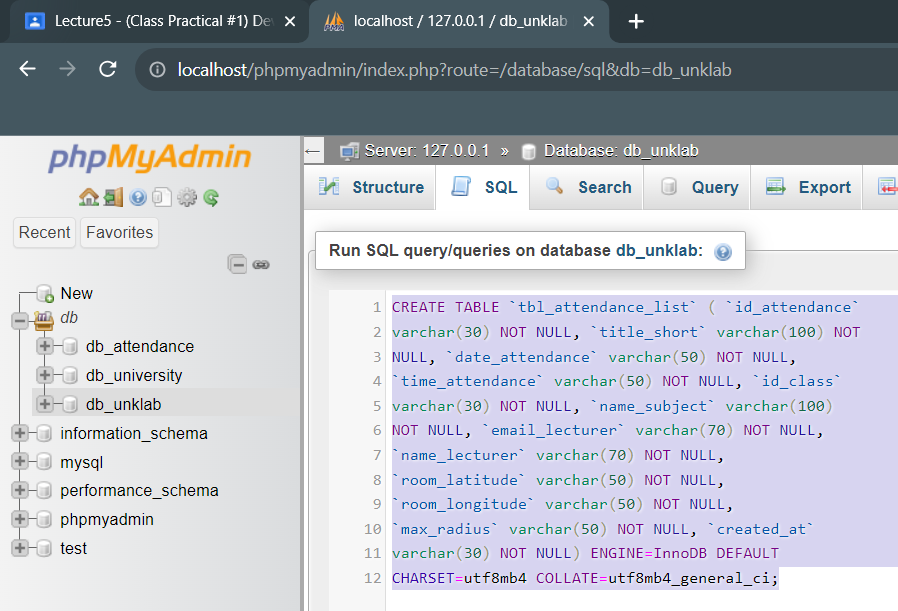 Lecture5 - (Class Practical #1) De
localhost / 127.0.0.1 / db_unklab
localhost/phpmyadmin/index.php?route=/database/sql&db=db_unklab
phpMyAdmin
Recent
Favorites
New
db
db_attendance
db_university
db_unklab
information_schema
mysql
performance_schema
phpmyadmin
test
Server: 127.0.0.1 » Database: db_unklab
Structure
SQL
Search
Query
Export
Run SQL query/queries on database db_unklab:
1 CREATE TABLE `tbl_attendance_list` ( `id_attendance`
2 varchar(30) NOT NULL, `title_short` varchar(100) NOT
3 NULL, `date_attendance` varchar(50) NOT NULL,
4 `time_attendance` varchar(50) NOT NULL, `id_class`
5 varchar(30) NOT NULL, `name_subject` varchar(100)
6 NOT NULL, `email_lecturer` varchar(70) NOT NULL,
7 `name_lecturer` varchar(70) NOT NULL,
8 `room_latitude` varchar(50) NOT NULL,
9 `room_longitude` varchar(50) NOT NULL,
10 `max_radius` varchar(50) NOT NULL, `created_at`
11 varchar(30) NOT NULL) ENGINE=InnoDB DEFAULT
12 CHARSET=utf8mb4 COLLATE=utf8mb4_general_ci;